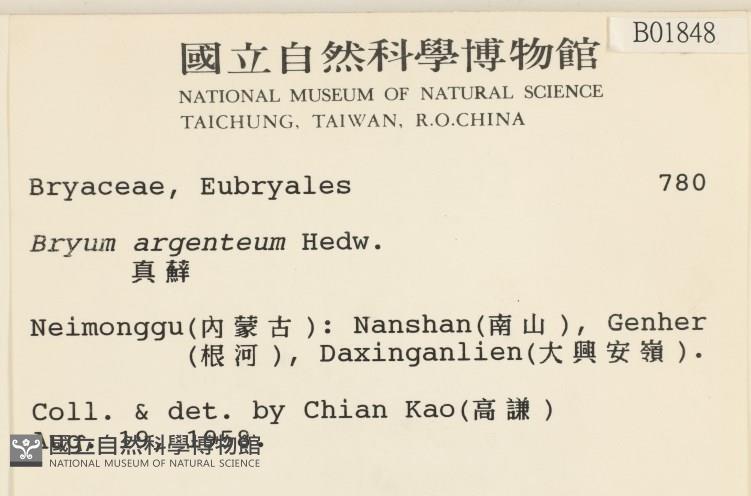 B01848
國立自然科學博物館
NATIONAL MUSEUM OF NATURAL SCIENCE
TAICHUNG, TAIWAN, R.O.CHINA
Bryaceae, Eubryales 780
Bryum argenteum Hedw.
真蘚
Neimonggu(內蒙古): Nanshan(南山), Genher
(根河), Daxinganlien(大興安嶺).
Coll. & det. by Chian Kao(高謙)
Aug. 19, 1958.
國立自然科學博物館
NATIONAL MUSEUM OF NATURAL SCIENCE